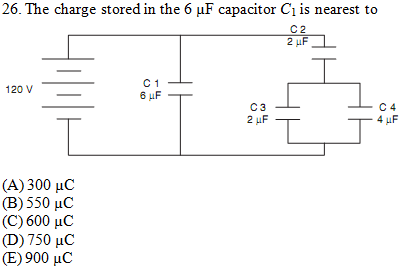 26. The charge stored in the 6 μF capacitor C₁ is nearest to
C 2
2 μF
120 V
C 1
6 μF
C 3
2 μF
C 4
4 μF
(A) 300 μC
(B) 550 μC
(C) 600 μC
(D) 750 μC
(E) 900 μC